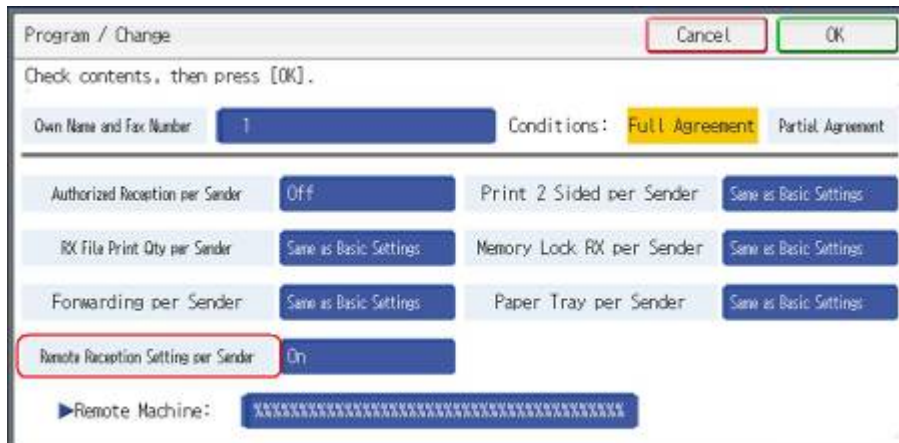 Program / Change Cancel OK
Check contents, then press [OK].
Own Name and Fax Number 1 Conditions: Full Agreement Partial Agreement
Authorized Reception per Sender Off Print 2 Sided per Sender Same as Basic Settings
RX File Print Qty per Sender Same as Basic Settings Memory Lock RX per Sender Same as Basic Settings
Forwarding per Sender Same as Basic Settings Paper Tray per Sender Same as Basic Settings
Remote Reception Setting per Sender On
▶Remote Machine: %%%%%%%%%%%%%%%%%%%%%%%%%%%%%%%%%%%%%%%%